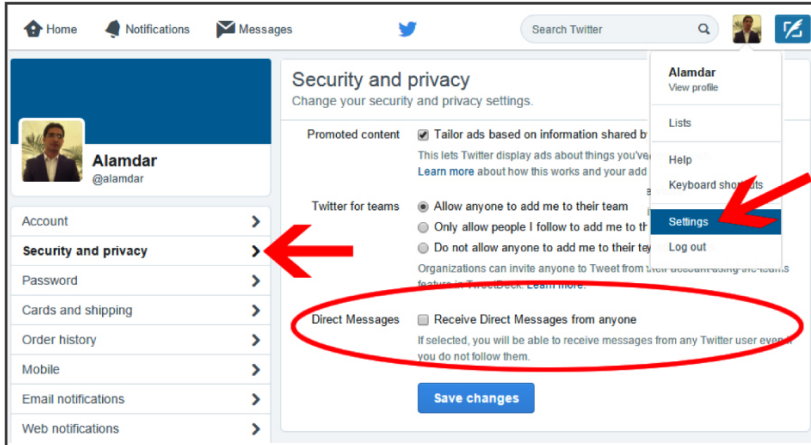 Home
Notifications
Messages
Search Twitter
Alamdar
View profile
Lists
Help
Keyboard shortcuts
Settings
Log out
Alamdar
@alamdar
Account
Security and privacy
Password
Cards and shipping
Order history
Mobile
Email notifications
Web notifications
Security and privacy
Change your security and privacy settings.
Promoted content
Tailor ads based on information shared b
This lets Twitter display ads about things you've
Learn more about how this works and your add
Twitter for teams
Allow anyone to add me to their team
Only allow people I follow to add me to th
Do not allow anyone to add me to their te
Organizations can invite anyone to Tweet from their account using the teams
feature in TweetDeck. Learn more.
Direct Messages
Receive Direct Messages from anyone
If selected, you will be able to receive messages from any Twitter user even if
you do not follow them.
Save changes